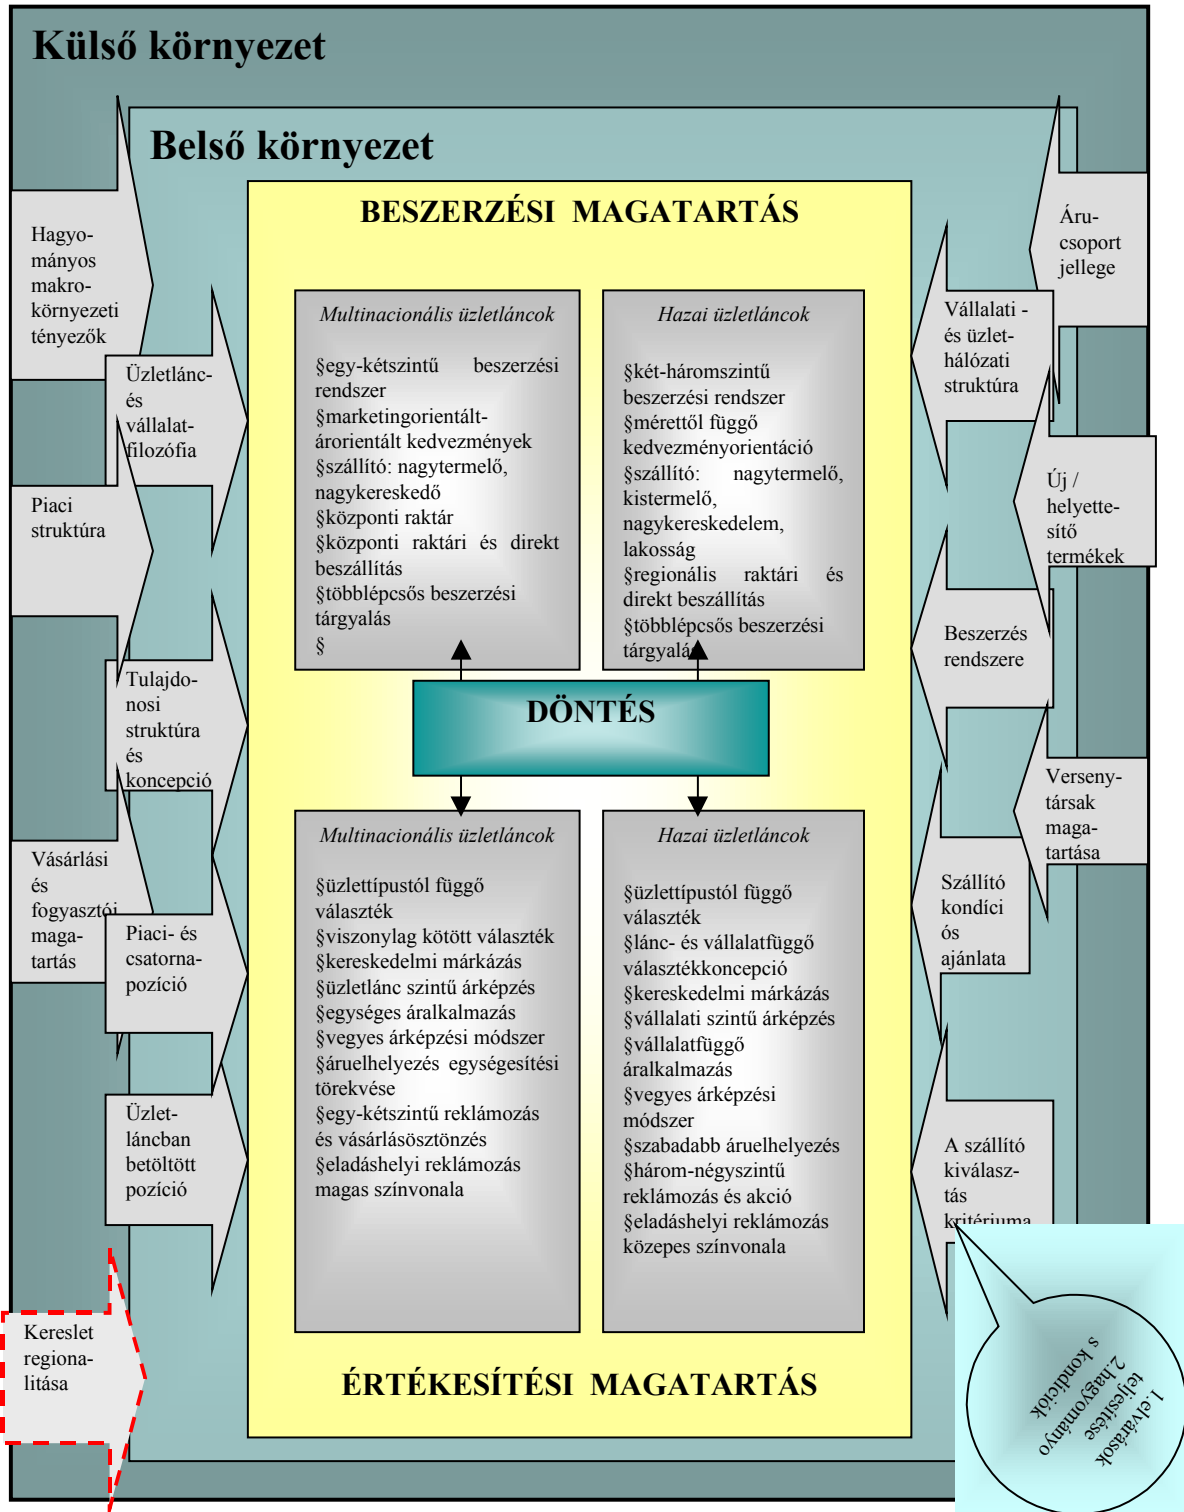 Külső környezet
Belső környezet
BESZERZÉSI MAGATARTÁS
Hagyo-
mányos
makro-
környezeti
tényezők
Üzletlánc-
és
vállalat-
filozófia
Piaci
struktúra
Tulajdo-
nosi
struktúra
és
koncepció
Vásárlási
és
fogyasztói
maga-
tartás
Piaci- és
csatorna-
pozíció
Üzlet-
láncban
betöltött
pozíció
Kereslet
regiona-
litása
Multinacionális üzletláncok
§egy-kétszintű beszerzési
rendszer
§marketingorientált-
árorientált kedvezmények
§szállító: nagytermelő,
nagykereskedő
§központi raktár
§központi raktári és direkt
beszállítás
§többlépcsős beszerzési
tárgyalás
§
Hazai üzletláncok
§két-háromszintű
beszerzési rendszer
§mérettől függő
kedvezményorientáció
§szállító: nagytermelő,
kistermelő,
nagykereskedelem,
lakosság
§regionális raktári és
direkt beszállítás
§többlépcsős beszerzési
tárgyalás
DÖNTÉS
Multinacionális üzletláncok
§üzlettípustól függő
választék
§viszonylag kötött választék
§kereskedelmi márkázás
§üzletlánc szintű árképzés
§egységes áralkalmazás
§vegyes árképzési módszer
§áruelhelyezés egységesítési
törekvése
§egy-kétszintű reklámozás
és vásárlásösztönzés
§eladáshelyi reklámozás
magas színvonala
Hazai üzletláncok
§üzlettípustól függő
választék
§lánc- és vállalatfüggő
választékkoncepció
§kereskedelmi márkázás
§vállalati szintű árképzés
§vállalatfüggő
áralkalmazás
§vegyes árképzési
módszer
§szabadabb áruelhelyezés
§három-négyszintű
reklámozás és akció
§eladáshelyi reklámozás
közepes színvonala
ÉRTÉKESÍTÉSI MAGATARTÁS
Áru-
csoport
jellege
Vállalati -
és üzlet-
hálózati
struktúra
Új /
helyette-
sítő
termékek
Beszerzés
rendszere
Verseny-
társak
maga-
tartása
Szállító
kondíci
ós
ajánlata
A szállító
kiválasz-
tás
kritériuma
1.elvárások
teljesítése
2.hagyományo
s kondíciók